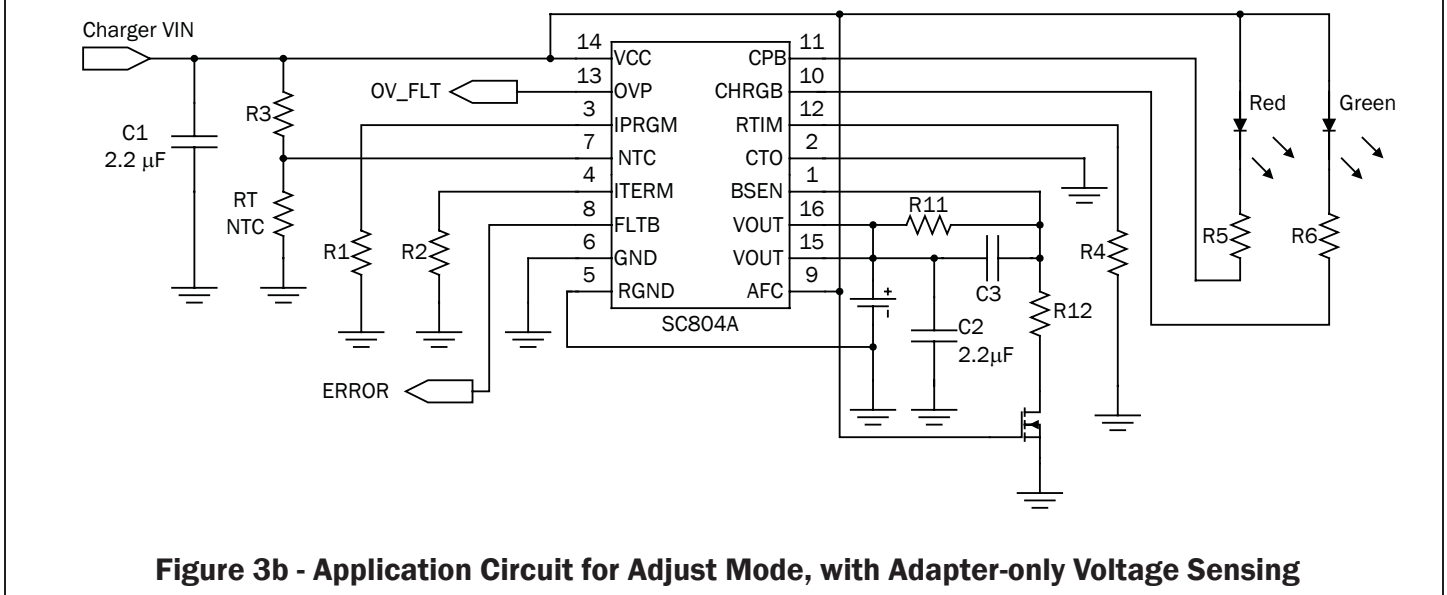 Charger VIN
C1
2.2 μF
R3
RT
NTC
OV_FLT
R1
R2
ERROR
14
13
3
7
4
8
6
5
VCC
OVP
IPRGM
NTC
ITERM
FLTB
GND
RGND
CPB
CHRGB
RTIM
CTO
BSEN
VOUT
VOUT
AFC
SC804A
11
10
12
2
1
16
15
9
R11
C3
+
C2
2.2μF
R12
R4
R5
R6
Red
Green
Figure 3b - Application Circuit for Adjust Mode, with Adapter-only Voltage Sensing